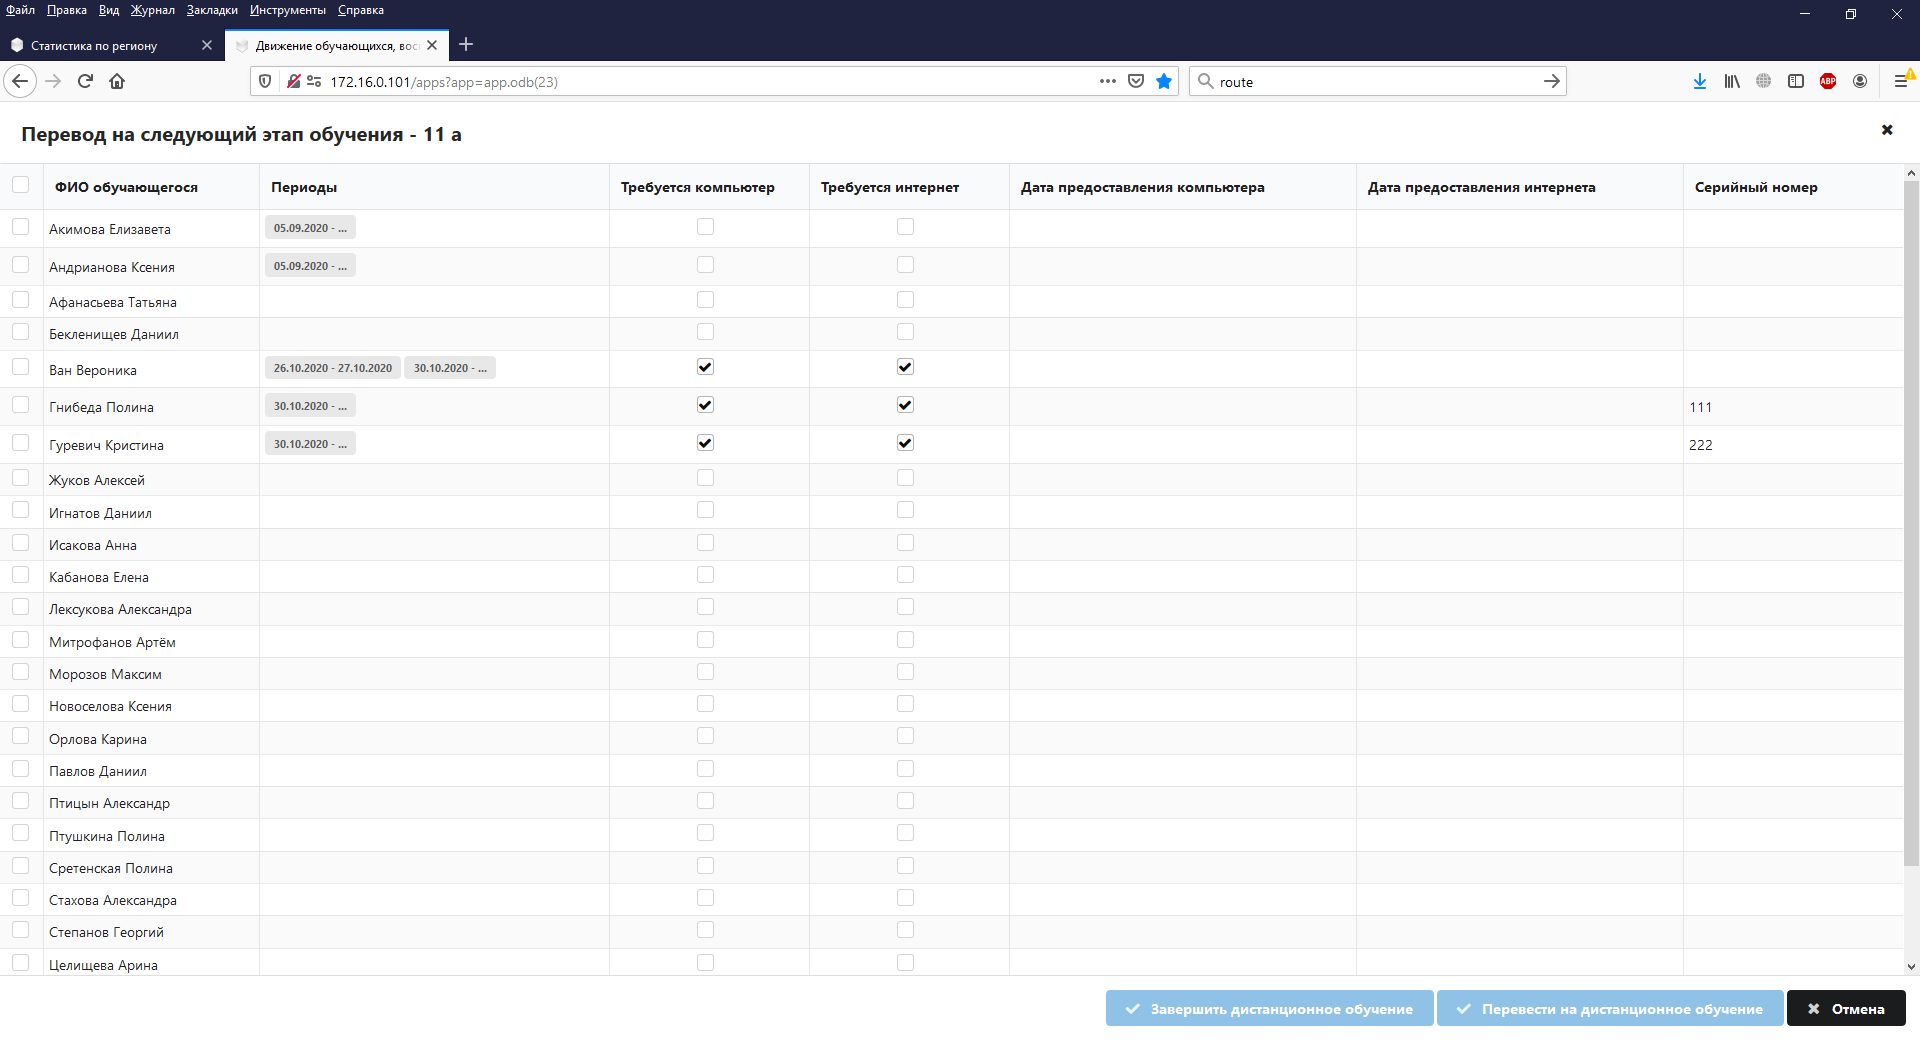 Файл Правка Вид Журнал Закладки Инструменты Справка
Статистика по региону
Движение обучающихся, вос
172.16.0.101/apps?app=app.odb(23)
route
ABP
Перевод на следующий этап обучения - 11 а
ФИО обучающегося Периоды Требуется компьютер Требуется интернет Дата предоставления компьютера Дата предоставления интернета Серийный номер
Акимова Елизавета 05.09.2020 - ...
Андрианова Ксения 05.09.2020 - ...
Афанасьева Татьяна
Бекленищев Даниил
Ван Вероника 26.10.2020 - 27.10.2020 30.10.2020 - ...
Гнибеда Полина 30.10.2020 - ... 111
Гуревич Кристина 30.10.2020 - ... 222
Жуков Алексей
Игнатов Даниил
Исакова Анна
Кабанова Елена
Лексукова Александра
Митрофанов Артём
Морозов Максим
Новоселова Ксения
Орлова Карина
Павлов Даниил
Птицын Александр
Птушкина Полина
Сретенская Полина
Стахова Александра
Степанов Георгий
Целищева Арина
Завершить дистанционное обучение Перевести на дистанционное обучение Отмена